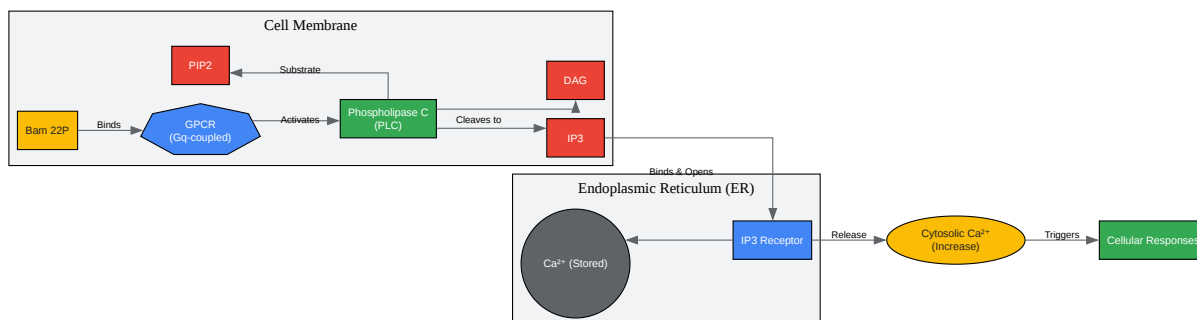 Cell Membrane
PIP2
Substrate
DAG
Bam 22P
Binds
GPCR
(Gq-coupled)
Activates
Phospholipase C
(PLC)
Cleaves to
IP3
Binds & Opens
Endoplasmic Reticulum (ER)
Ca²⁺ (Stored)
IP3 Receptor
Release
Cytosolic Ca²⁺
(Increase)
Triggers
Cellular Responses